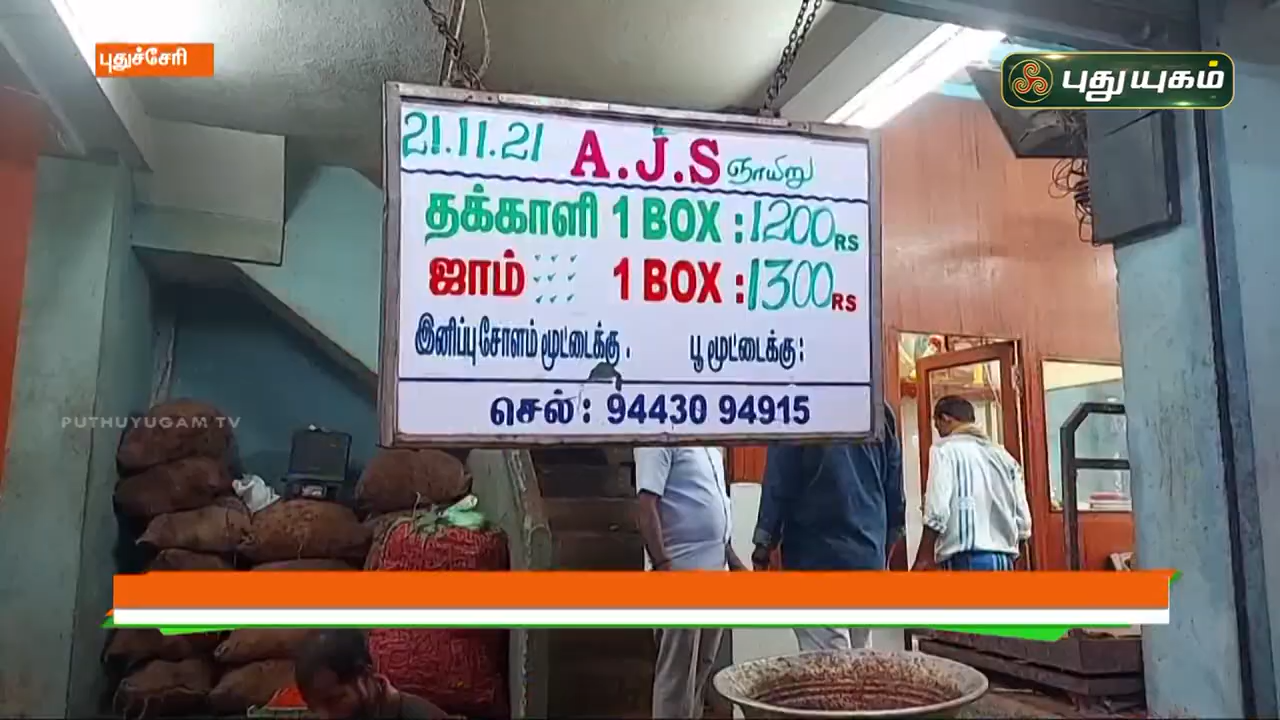 புதுச்சேரி
புதுயுகம்
21.11.21 A.J.S ஞாயிறு
தக்காளி 1 BOX : 1200 RS
ஜாம் 1 BOX : 1300 RS
இனிப்பு சோளம் மூட்டைக்கு . பூ மூட்டைக்கு :
செல் : 94430 94915
PUTHUYUGAM TV